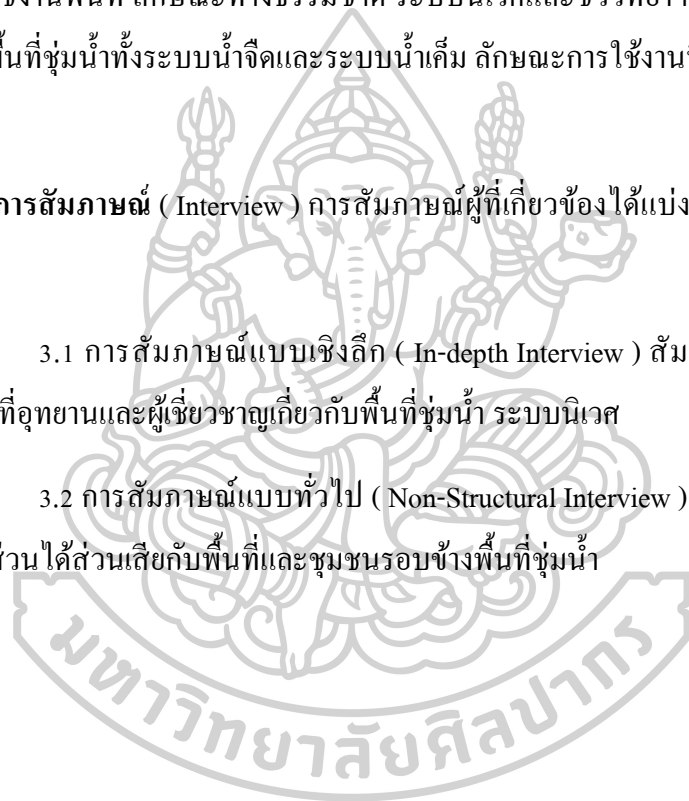 พื้นที่ชุ่มน้ำทั้งระบบน้ำจืดและระบบน้ำเค็ม ลักษณะการใช้งาน
การสัมภาษณ์ ( Interview ) การสัมภาษณ์ผู้ที่เกี่ยวข้องได้แบ่ง
3.1 การสัมภาษณ์แบบเชิงลึก ( In-depth Interview ) สัม
ที่อุทยานและผู้เชี่ยวชาญเกี่ยวกับพื้นที่ชุ่มน้ำ ระบบนิเวศ
3.2 การสัมภาษณ์แบบทั่วไป ( Non-Structural Interview )
ส่วนได้ส่วนเสียกับพื้นที่และชุมชนรอบข้างพื้นที่ชุ่มน้ำ
มหาวิทยาลัยศิลปากร